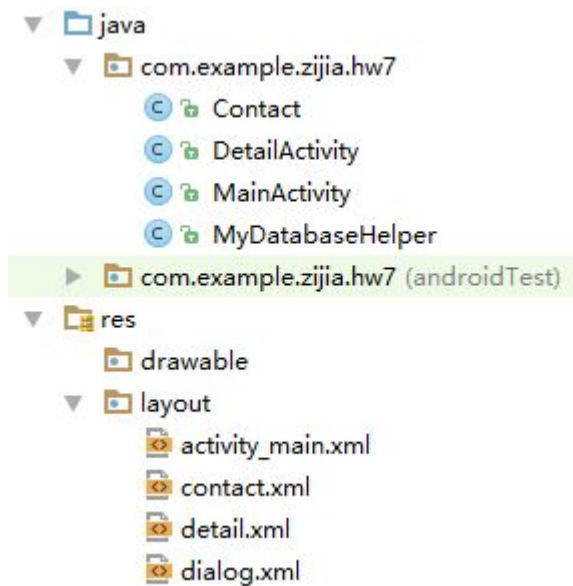 java
com.example.zijia.hw7
Contact
DetailActivity
MainActivity
MyDatabaseHelper
com.example.zijia.hw7 (androidTest)
res
drawable
layout
activity_main.xml
contact.xml
detail.xml
dialog.xml